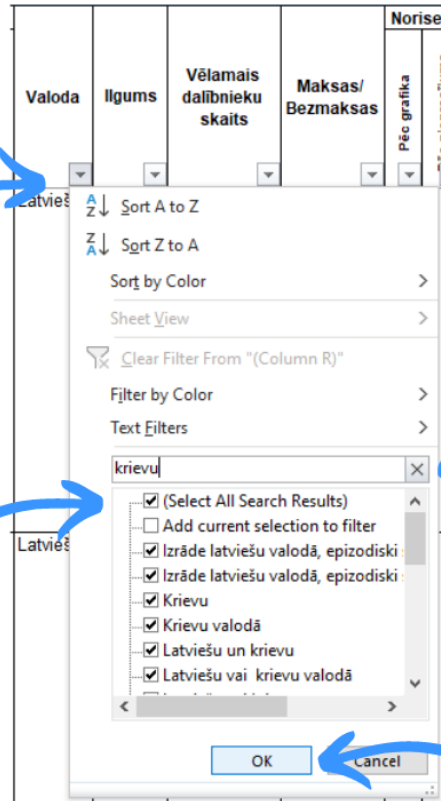 Norise
Valoda
Ilgums
Vēlamais
dalībnieku
skaits
Maksas/
Bezmaksas
Pēc grafika
Latvieš
Sort A to Z
Sort Z to A
Sort by Color
Sheet View
Clear Filter From "(Column R)"
Filter by Color
Text Filters
krievu
(Select All Search Results)
Add current selection to filter
Izrāde latviešu valodā, epizodiski
Izrāde latviešu valodā, epizodiski
Krievu
Krievu valodā
Latviešu un krievu
Latviešu vai krievu valodā
Latvieš
OK
Cancel